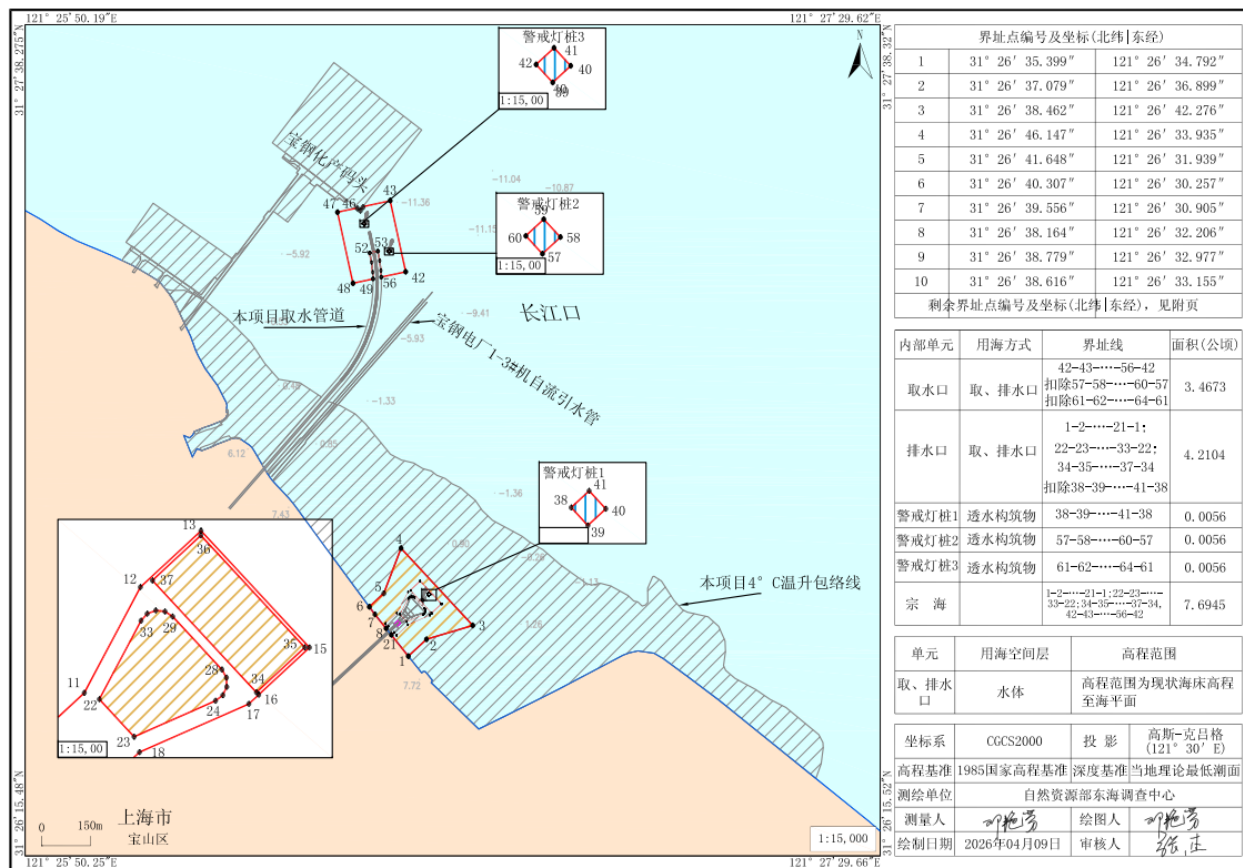 121° 25′50.19″E
121° 27′29.62″E
31° 27′38.275″N
31° 27′38.32″N
N
警戒灯桩3
41
42
40
40
39
1:15,00
宝钢化产码头
-11.04
-10.87
-11.36
-11.15
43
47
46
警戒灯桩2
59
60
58
57
1:15,00
-5.92
52
53
48
49
56
42
本项目取水管道
长江口
-9.41
-5.93
宝钢电厂1-3#机自流引水管
-1.33
0.85
6.12
7.43
-1.36
警戒灯桩1
41
38
40
39
0.90
-0.26
-1.13
1.26
本项目4°C温升包络线
4
5
6
7
8
21
3
2
1
7.72
13
36
12
37
33
29
35
15
28
34
16
11
22
24
17
23
18
1:15,00
上海市
宝山区
0
150m
1:15,000
31° 26′15.48″N
31° 26′15.52″N
121° 25′50.25″E
121° 27′29.66″E
界址点编号及坐标(北纬|东经)
1 31° 26′ 35.399″ 121° 26′ 34.792″
2 31° 26′ 37.079″ 121° 26′ 36.899″
3 31° 26′ 38.462″ 121° 26′ 42.276″
4 31° 26′ 46.147″ 121° 26′ 33.935″
5 31° 26′ 41.648″ 121° 26′ 31.939″
6 31° 26′ 40.307″ 121° 26′ 30.257″
7 31° 26′ 39.556″ 121° 26′ 30.905″
8 31° 26′ 38.164″ 121° 26′ 32.206″
9 31° 26′ 38.779″ 121° 26′ 32.977″
10 31° 26′ 38.616″ 121° 26′ 33.155″
剩余界址点编号及坐标(北纬|东经)，见附页
内部单元 用海方式 界址线 面积(公顷)
取水口 取、排水口 42-43-…-56-42
扣除57-58-…-60-57
扣除61-62-…-64-61
3.4673
排水口 取、排水口 1-2-…-21-1;
22-23-…-33-22;
34-35-…-37-34
扣除38-39-…-41-38
4.2104
警戒灯桩1 透水构筑物 38-39-…-41-38 0.0056
警戒灯桩2 透水构筑物 57-58-…-60-57 0.0056
警戒灯桩3 透水构筑物 61-62-…-64-61 0.0056
宗 海 1-2-…-21-1;22-23-…-
33-22;34-35-…-37-34,
42-43-…-56-42
7.6945
单元 用海空间层 高程范围
取、排水口 水体 高程范围为现状海床高程
至海平面
坐标系 CGCS2000 投 影 高斯-克吕格
(121° 30′E)
高程基准 1985国家高程基准 深度基准 当地理论最低潮面
测绘单位 自然资源部东海调查中心
测量人 绘图人
绘制日期 2026年04月09日 审核人